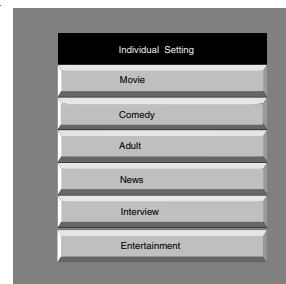 Individual Setting
Movie
Comedy
Adult
News
Interview
Entertainment